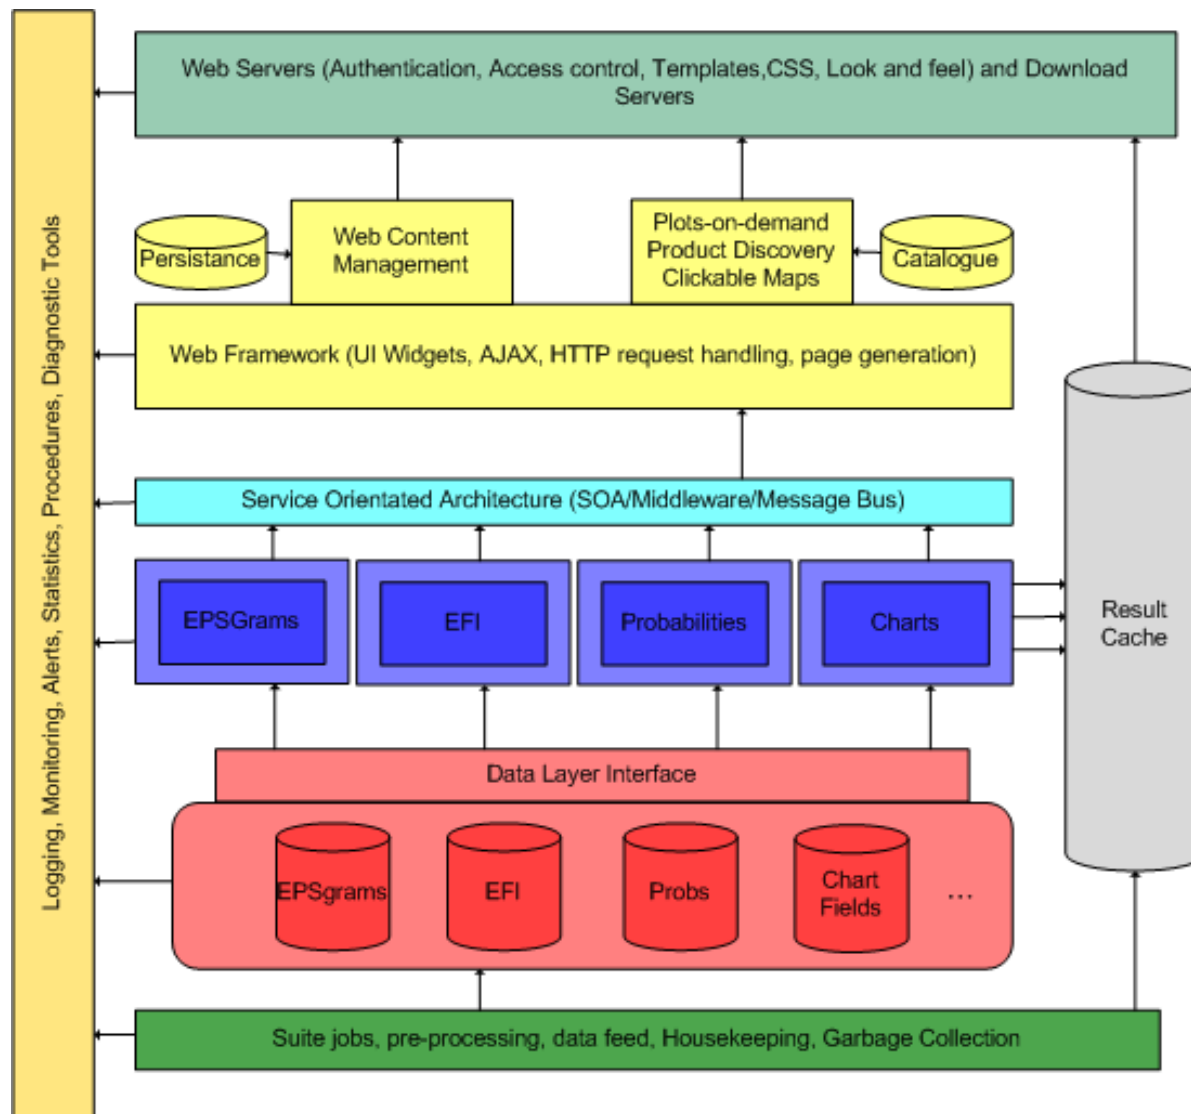 Logging, Monitoring, Alerts, Statistics, Procedures, Diagnostic Tools
Web Servers (Authentication, Access control, Templates,CSS, Look and feel) and Download
Servers
Persistance
Web Content
Management
Plots-on-demand
Product Discovery
Clickable Maps
Catalogue
Web Framework (UI Widgets, AJAX, HTTP request handling, page generation)
Service Orientated Architecture (SOA/Middleware/Message Bus)
EPSGrams
EFI
Probabilities
Charts
Result
Cache
Data Layer Interface
EPSgrams
EFI
Probs
Chart
Fields
...
Suite jobs, pre-processing, data feed, Housekeeping, Garbage Collection